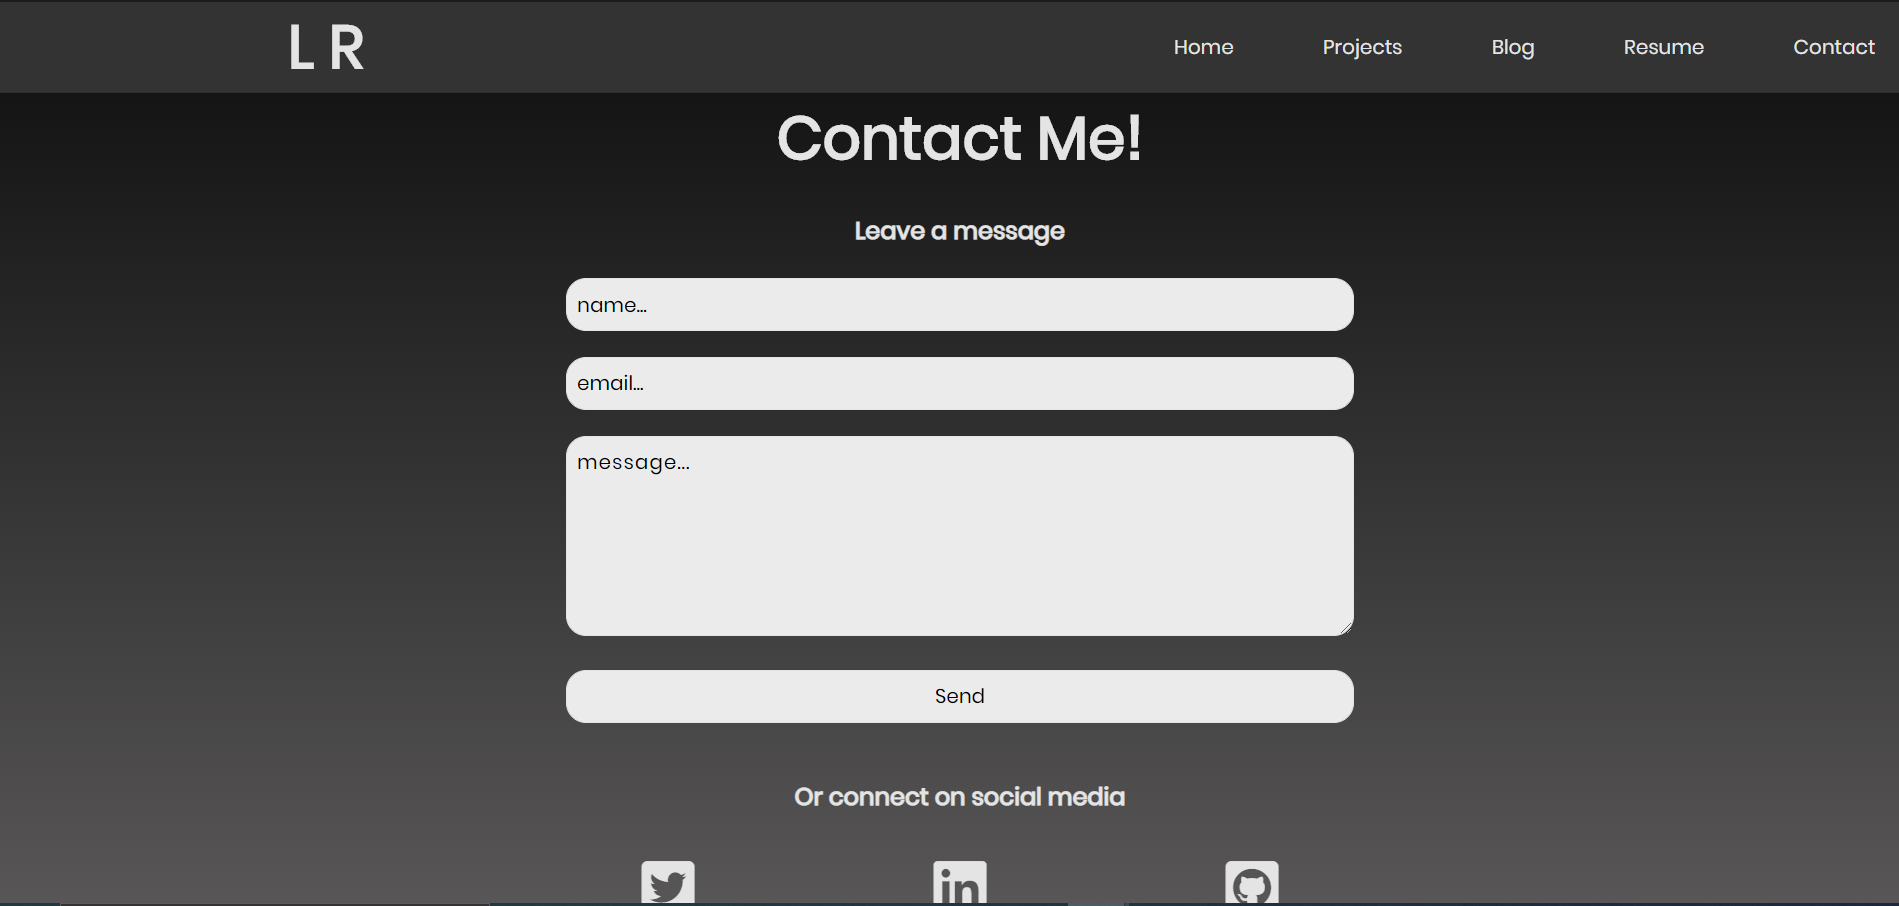 L R
Home Projects Blog Resume Contact
Contact Me!
Leave a message
name...
email...
message...
Send
Or connect on social media
in